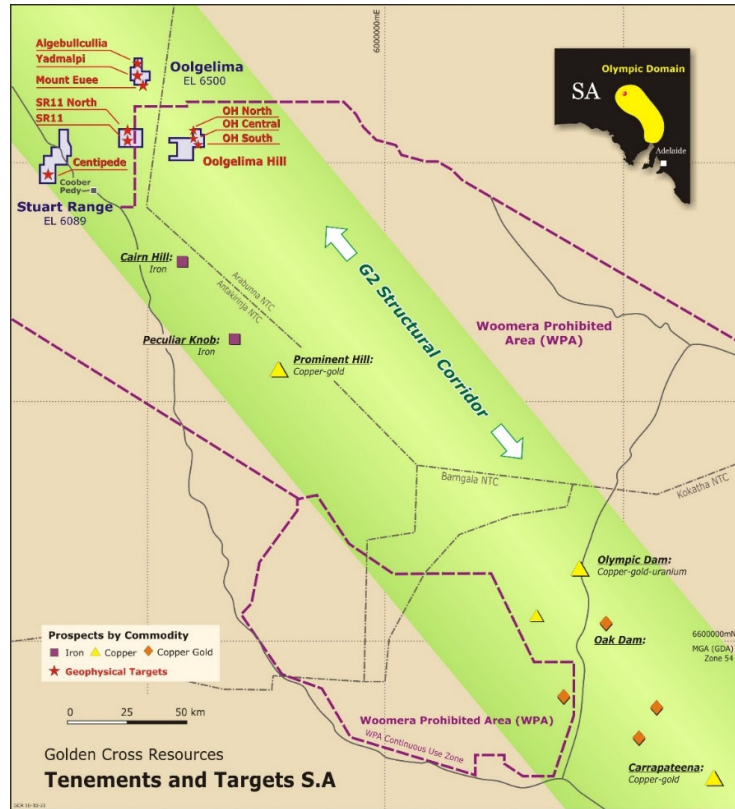 Algebullcullia
Yadmalpi
Mount Euee
Oolgelima
EL 6500
SR11 North
SR11
OH North
OH Central
OH South
Oolgelima Hill
Centipede
Coober
Pedy
Stuart Range
EL 6089
6000000mE
Olympic Domain
SA
Adelaide
Cairn Hill:
Iron
Arabunna NTC
Antakirinja NTC
G2 Structural Corridor
Woomera Prohibited
Area (WPA)
Peculiar Knob:
Iron
Prominent Hill:
Copper-gold
Barngala NTC
Kokatha NTC
Olympic Dam:
Copper-gold-uranium
Oak Dam:
6600000mN
MGA (GDA)
Zone 54
Prospects by Commodity
Iron Copper Copper Gold
Geophysical Targets
0 25 50 km
Woomera Prohibited Area (WPA)
WPA Continuous Use Zone
Carrapateena:
Copper-gold
Golden Cross Resources
Tenements and Targets S.A